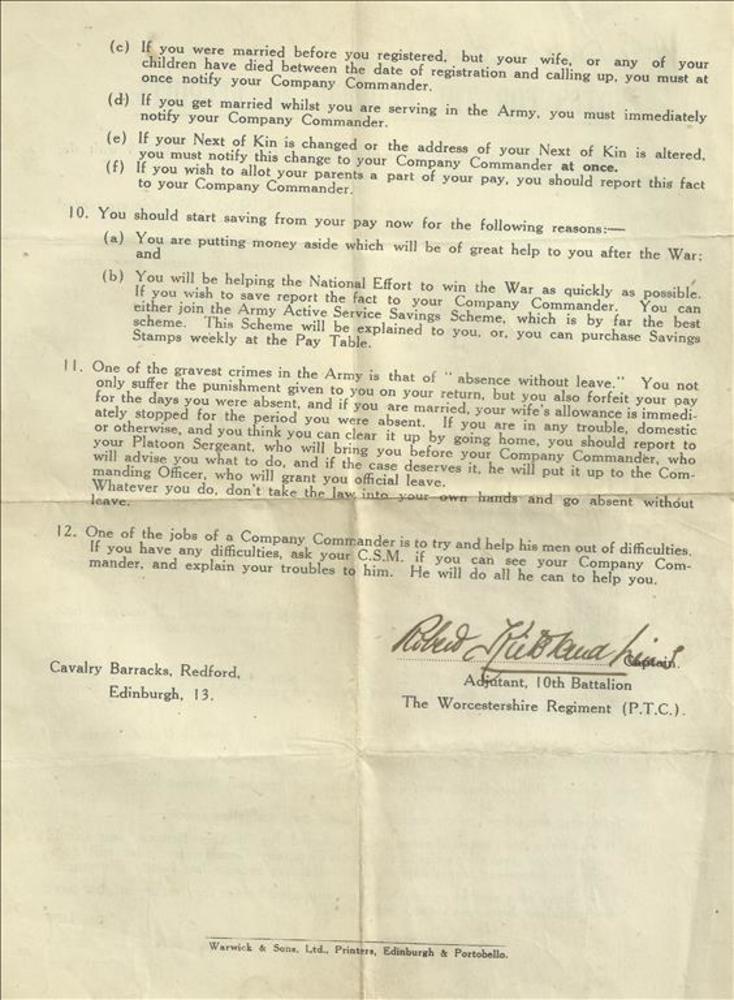 (c) If you were married before you registered, but your wife, or any of your
children have died between the date of registration and calling up, you must at
once notify your Company Commander.
(d) If you get married whilst you are serving in the Army, you must immediately
notify your Company Commander.
(e) If your Next of Kin is changed or the address of your Next of Kin is altered,
you must notify this change to your Company Commander at once.
(f) If you wish to allot your parents a part of your pay, you should report this fact
to your Company Commander.
10. You should start saving from your pay now for the following reasons:—
(a) You are putting money aside which will be of great help to you after the War;
and
(b) You will be helping the National Effort to win the War as quickly as possible.
If you wish to save report the fact to your Company Commander. You can
either join the Army Active Service Savings Scheme, which is by far the best
scheme. This Scheme will be explained to you, or, you can purchase Savings
Stamps weekly at the Pay Table.
11. One of the gravest crimes in the Army is that of "absence without leave." You not
only suffer the punishment given to you on your return, but you also forfeit your pay
for the days you were absent, and if you are married, your wife's allowance is immedi-
ately stopped for the period you were absent. If you are in any trouble, domestic
or otherwise, and you think you can clear it up by going home, you should report to
your Platoon Sergeant, who will bring you before your Company Commander, who
will advise you what to do, and if the case deserves it, he will put it up to the Com-
manding Officer, who will grant you official leave.
Whatever you do, don't take the law into your own hands and go absent without
leave.
12. One of the jobs of a Company Commander is to try and help his men out of difficulties.
If you have any difficulties, ask your C.S.M. if you can see your Company Com-
mander, and explain your troubles to him. He will do all he can to help you.
Robert Kirkland
Captain.
Cavalry Barracks, Redford,
Edinburgh, 13.
Adjutant, 10th Battalion
The Worcestershire Regiment (P.T.C.).
Warwick & Sons, Ltd., Printers, Edinburgh & Portobello.